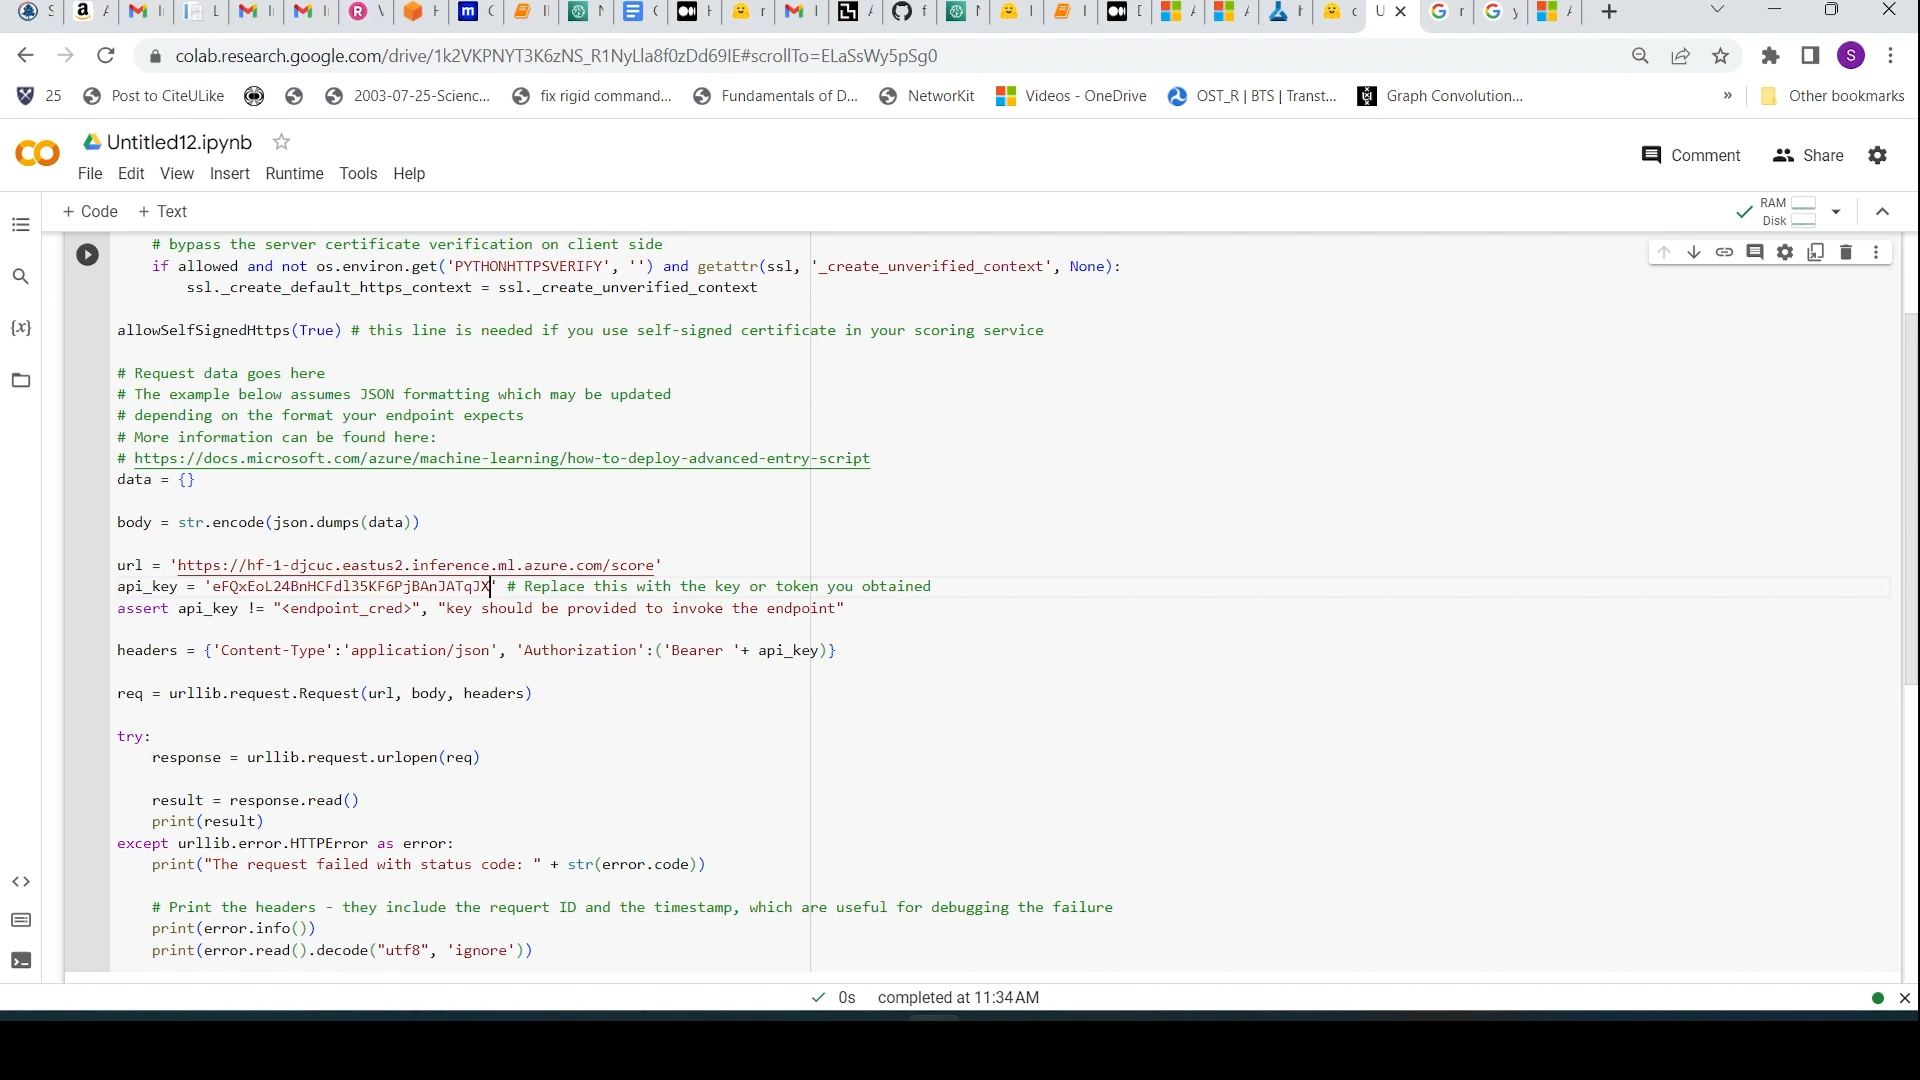 colab.research.google.com/drive/1k2VKPNYT3K6zNS_R1NyLla8f0zDd69IE#scrollTo=ELaSsWy5pSg0
S
25
Post to CiteULike
2003-07-25-Scienc...
fix rigid command...
Fundamentals of D...
NetworKit
Videos - OneDrive
OST_R | BTS | Transt...
Graph Convolution...
»
Other bookmarks
Untitled12.ipynb
File Edit View Insert Runtime Tools Help
Comment
Share
+ Code + Text
RAM
Disk
# bypass the server certificate verification on client side
if allowed and not os.environ.get('PYTHONHTTPSVERIFY', '') and getattr(ssl, '_create_unverified_context', None):
ssl._create_default_https_context = ssl._create_unverified_context
allowSelfSignedHttps(True) # this line is needed if you use self-signed certificate in your scoring service
# Request data goes here
# The example below assumes JSON formatting which may be updated
# depending on the format your endpoint expects
# More information can be found here:
# https://docs.microsoft.com/azure/machine-learning/how-to-deploy-advanced-entry-script
data = {}
body = str.encode(json.dumps(data))
url = 'https://hf-1-djcuc.eastus2.inference.ml.azure.com/score'
api_key = 'eFQxEoL24BnHCFdl35KF6PjBAnJATqJX' # Replace this with the key or token you obtained
assert api_key != "<endpoint_cred>", "key should be provided to invoke the endpoint"
headers = {'Content-Type':'application/json', 'Authorization':('Bearer '+ api_key)}
req = urllib.request.Request(url, body, headers)
try:
response = urllib.request.urlopen(req)
result = response.read()
print(result)
except urllib.error.HTTPError as error:
print("The request failed with status code: " + str(error.code))
# Print the headers - they include the requert ID and the timestamp, which are useful for debugging the failure
print(error.info())
print(error.read().decode("utf8", 'ignore'))
0s completed at 11:34 AM